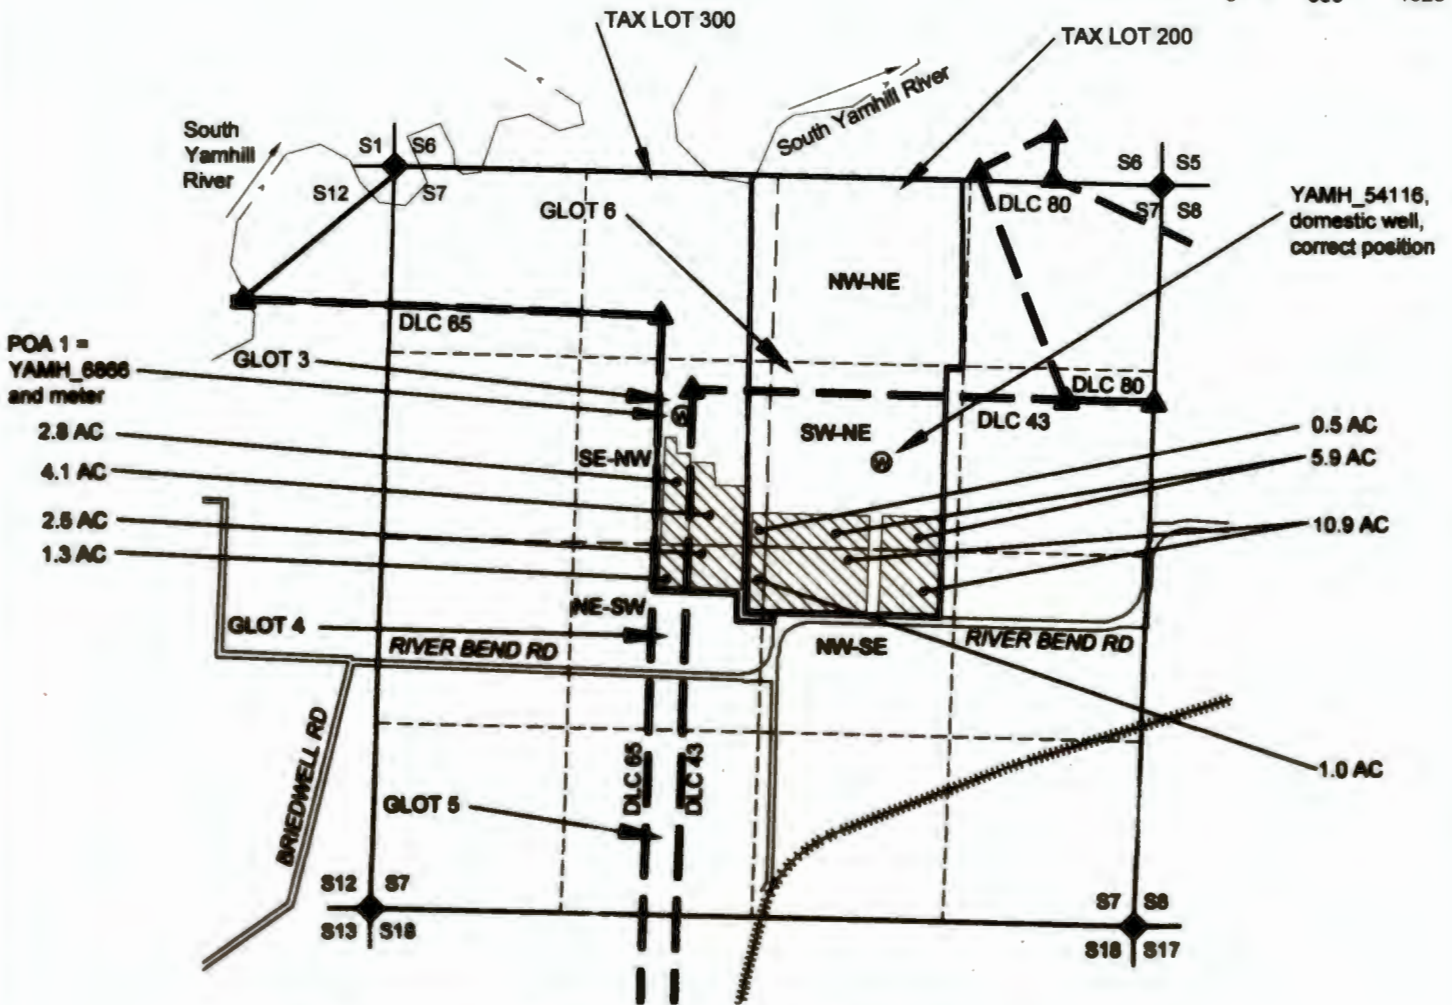 TAX LOT 300
TAX LOT 200
South Yamhill River
South
Yamhill
River
S1
S6
S12
S7
S6
S5
S7
S8
DLC 80
GLOT 6
YAMH_54116,
domestic well,
correct position
NW-NE
DLC 65
POA 1 =
YAMH_6866
and meter
GLOT 3
DLC 80
DLC 43
SW-NE
SE-NW
2.8 AC
4.1 AC
2.5 AC
1.3 AC
0.5 AC
5.9 AC
10.9 AC
NE-SW
GLOT 4
RIVER BEND RD
NW-SE
RIVER BEND RD
BRIEDWELL RD
DLC 65
DLC 43
1.0 AC
GLOT 5
S12
S7
S13
S18
S7
S8
S18
S17